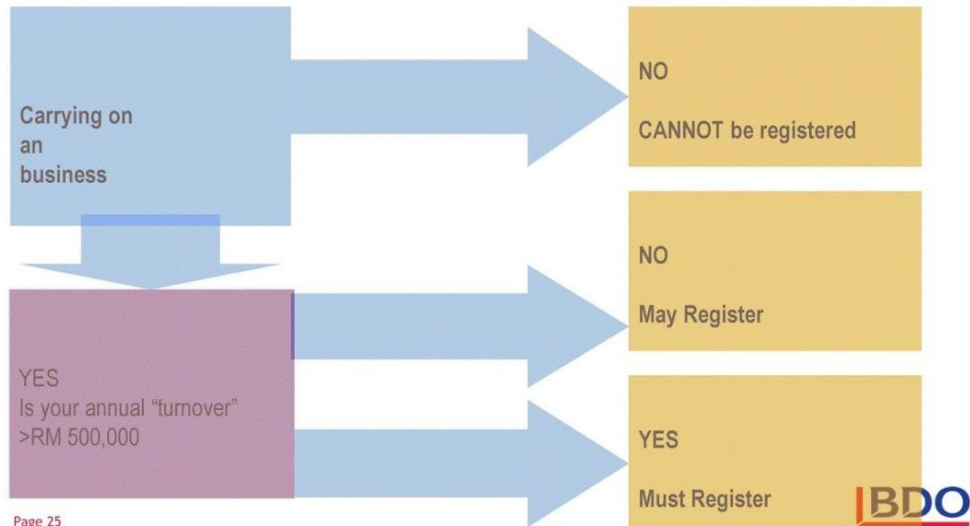 Carrying on
an
business
NO
CANNOT be registered
YES
Is your annual “turnover”
>RM 500,000
NO
May Register
YES
Must Register
Page 25
BDO